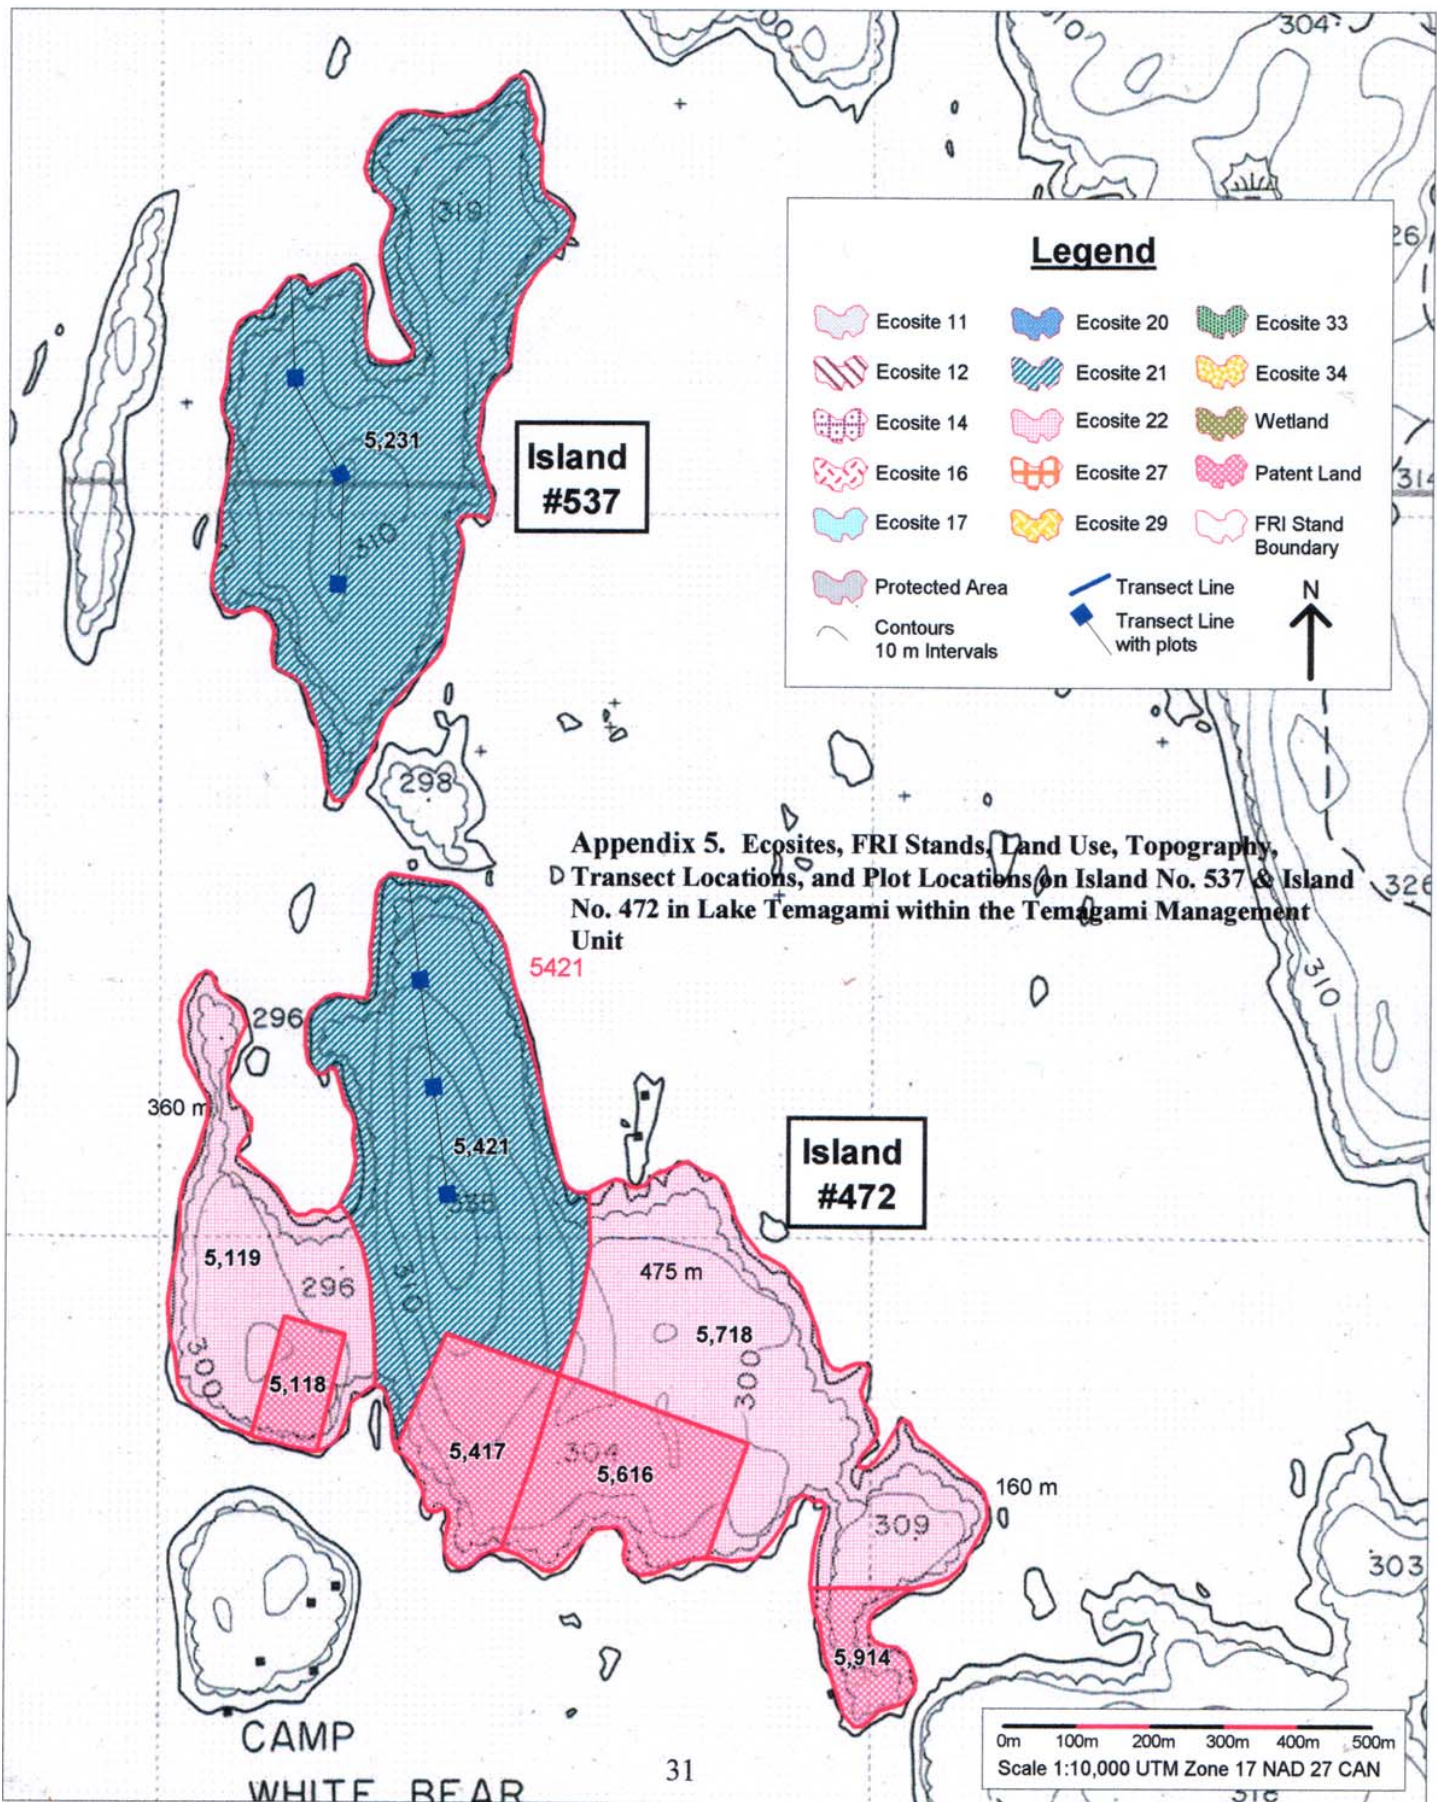 304
310
319
Legend
Ecosite 11
Ecosite 20
Ecosite 33
Ecosite 12
Ecosite 21
Ecosite 34
Ecosite 14
Ecosite 22
Wetland
Ecosite 16
Ecosite 27
Patent Land
Ecosite 17
Ecosite 29
FRI Stand
Boundary
Protected Area
Transect Line
N
Contours
10 m Intervals
Transect Line
with plots
5,231
Island
#537
310
298
Appendix 5. Ecosites, FRI Stands, Land Use, Topography,
Transect Locations, and Plot Locations on Island No. 537 & Island
No. 472 in Lake Temagami within the Temagami Management
Unit
326
310
5421
296
360 m
5,421
335
Island
#472
5,119
296
310
475 m
5,718
300
300
5,118
5,417
304
5,616
160 m
309
303
5,914
CAMP
WHITE BEAR
31
0m 100m 200m 300m 400m 500m
Scale 1:10,000 UTM Zone 17 NAD 27 CAN